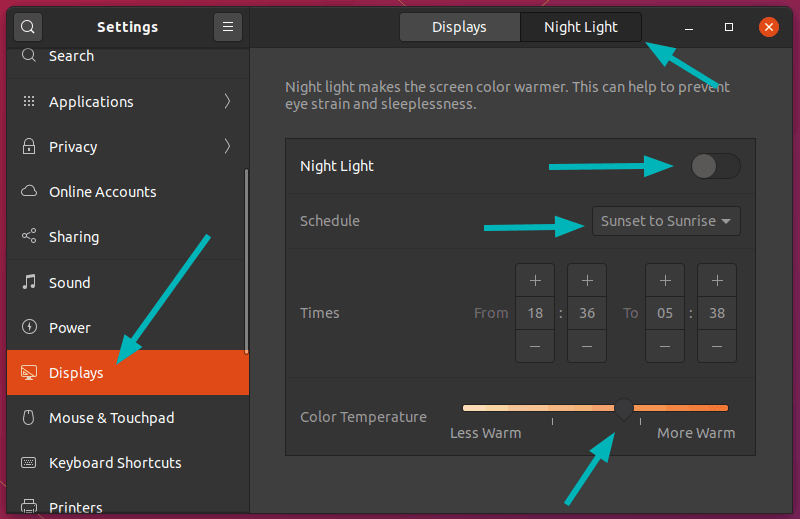 Settings
Displays
Night Light
Search
Applications
Privacy
Online Accounts
Sharing
Sound
Power
Displays
Mouse & Touchpad
Keyboard Shortcuts
Printers
Night light makes the screen color warmer. This can help to prevent
eye strain and sleeplessness.
Night Light
Schedule
Sunset to Sunrise
+ + + +
Times From 18 : 36 To 05 : 38
− − − −
Color Temperature
Less Warm More Warm